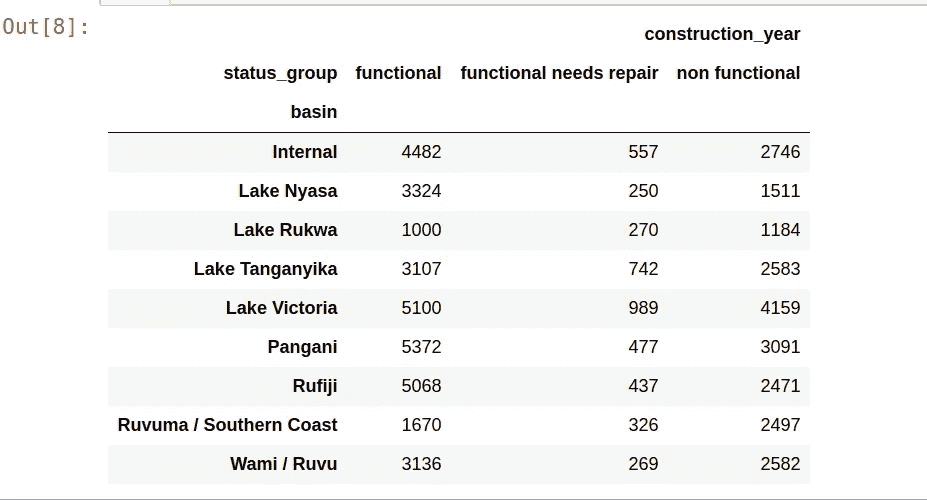 Out[8]:
construction_year
status_group functional functional needs repair non functional
basin
Internal 4482 557 2746
Lake Nyasa 3324 250 1511
Lake Rukwa 1000 270 1184
Lake Tanganyika 3107 742 2583
Lake Victoria 5100 989 4159
Pangani 5372 477 3091
Rufiji 5068 437 2471
Ruvuma / Southern Coast 1670 326 2497
Wami / Ruvu 3136 269 2582